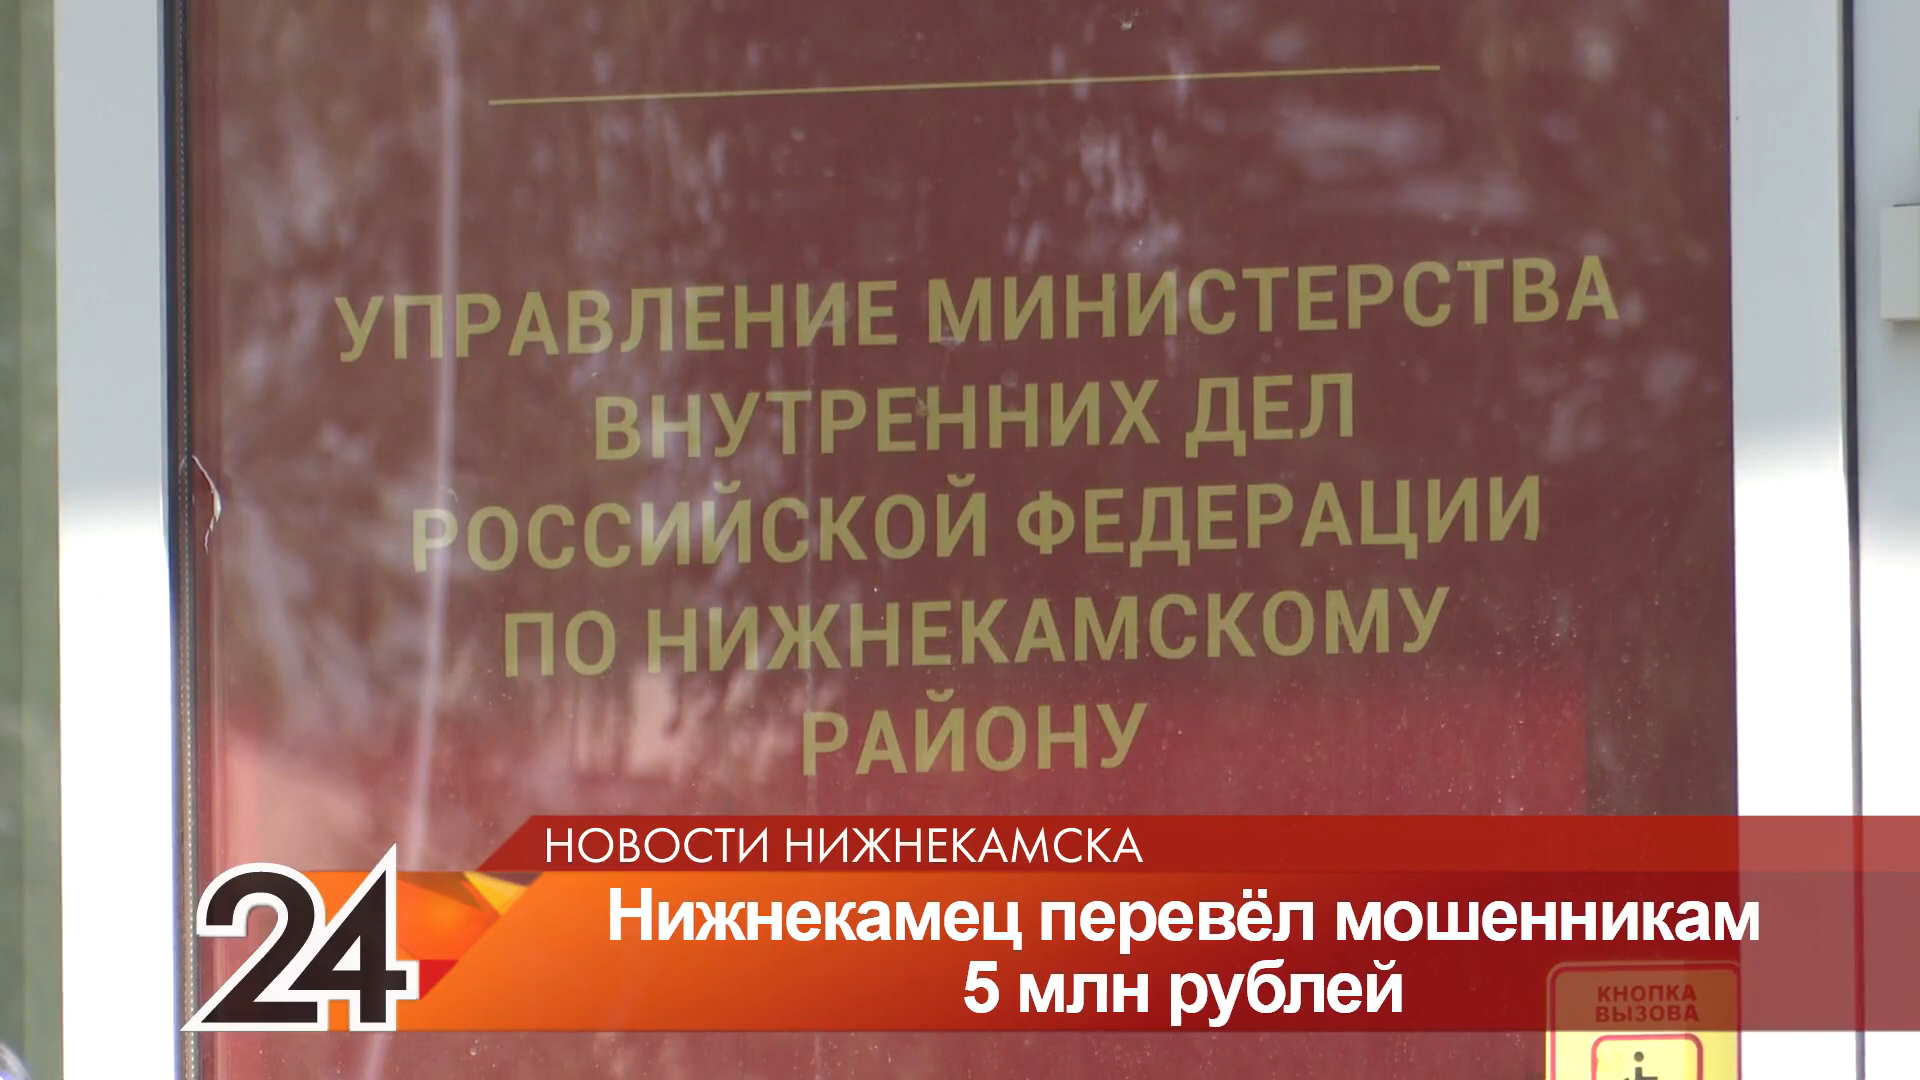 УПРАВЛЕНИЕ МИНИСТЕРСТВА
ВНУТРЕННИХ ДЕЛ
РОССИЙСКОЙ ФЕДЕРАЦИИ
ПО НИЖНЕКАМСКОМУ
РАЙОНУ
НОВОСТИ НИЖНЕКАМСКА
24
Нижнекамец перевёл мошенникам
5 млн рублей
КНОПКА
ВЫЗОВА